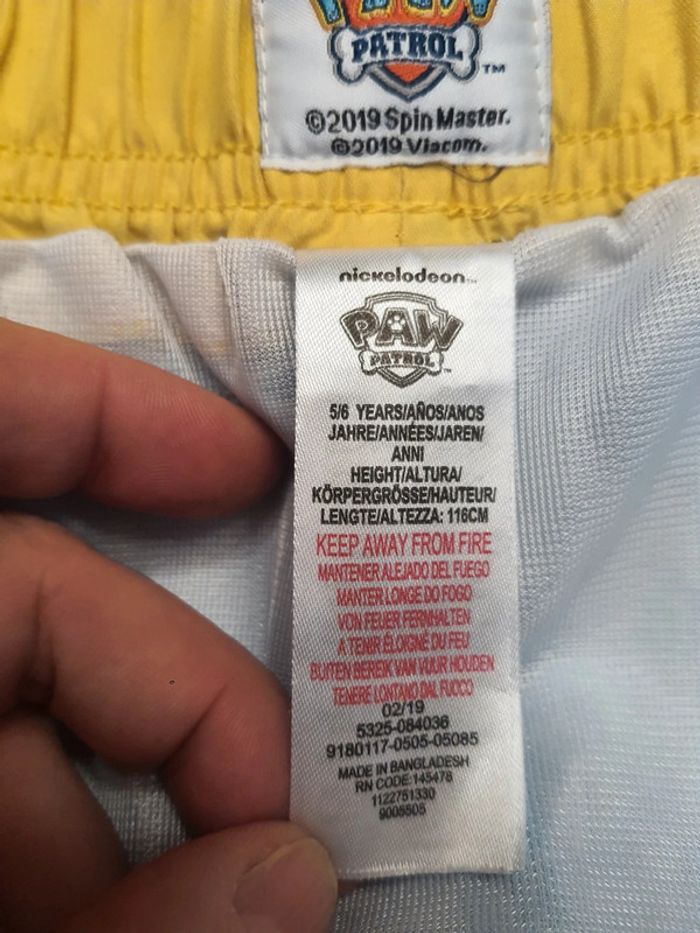 PATROL
TM
©2019 Spin Master.
©2019 Viacom.
nickelodeon™
PAW
PATROL™
5/6 YEARS/AÑOS/ANOS
JAHRE/ANNÉES/JAREN/
ANNI
HEIGHT/ALTURA/
KÖRPERGRÖSSE/HAUTEUR/
LENGTE/ALTEZZA: 116CM
KEEP AWAY FROM FIRE
MANTENER ALEJADO DEL FUEGO
MANTER LONGE DO FOGO
VON FEUER FERNHALTEN
A TENIR ÉLOIGNÉ DU FEU
BUITEN BEREIK VAN VUUR HOUDEN
TENERE LONTANO DAL FUOCO
02/19
5325-084036
9180117-0505-05085
MADE IN BANGLADESH
RN CODE:145478
1122751330
9005505